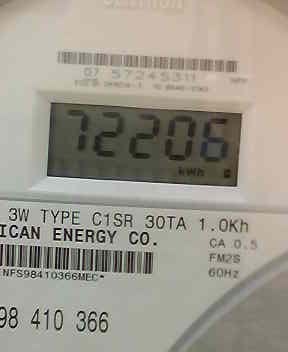 07 57245311
72206
kWh
3W TYPE C1SR 30TA 1.0Kh
ICAN ENERGY CO.
CA 0.5
FM2S
60Hz
NFS98410366MEC*
98 410 366